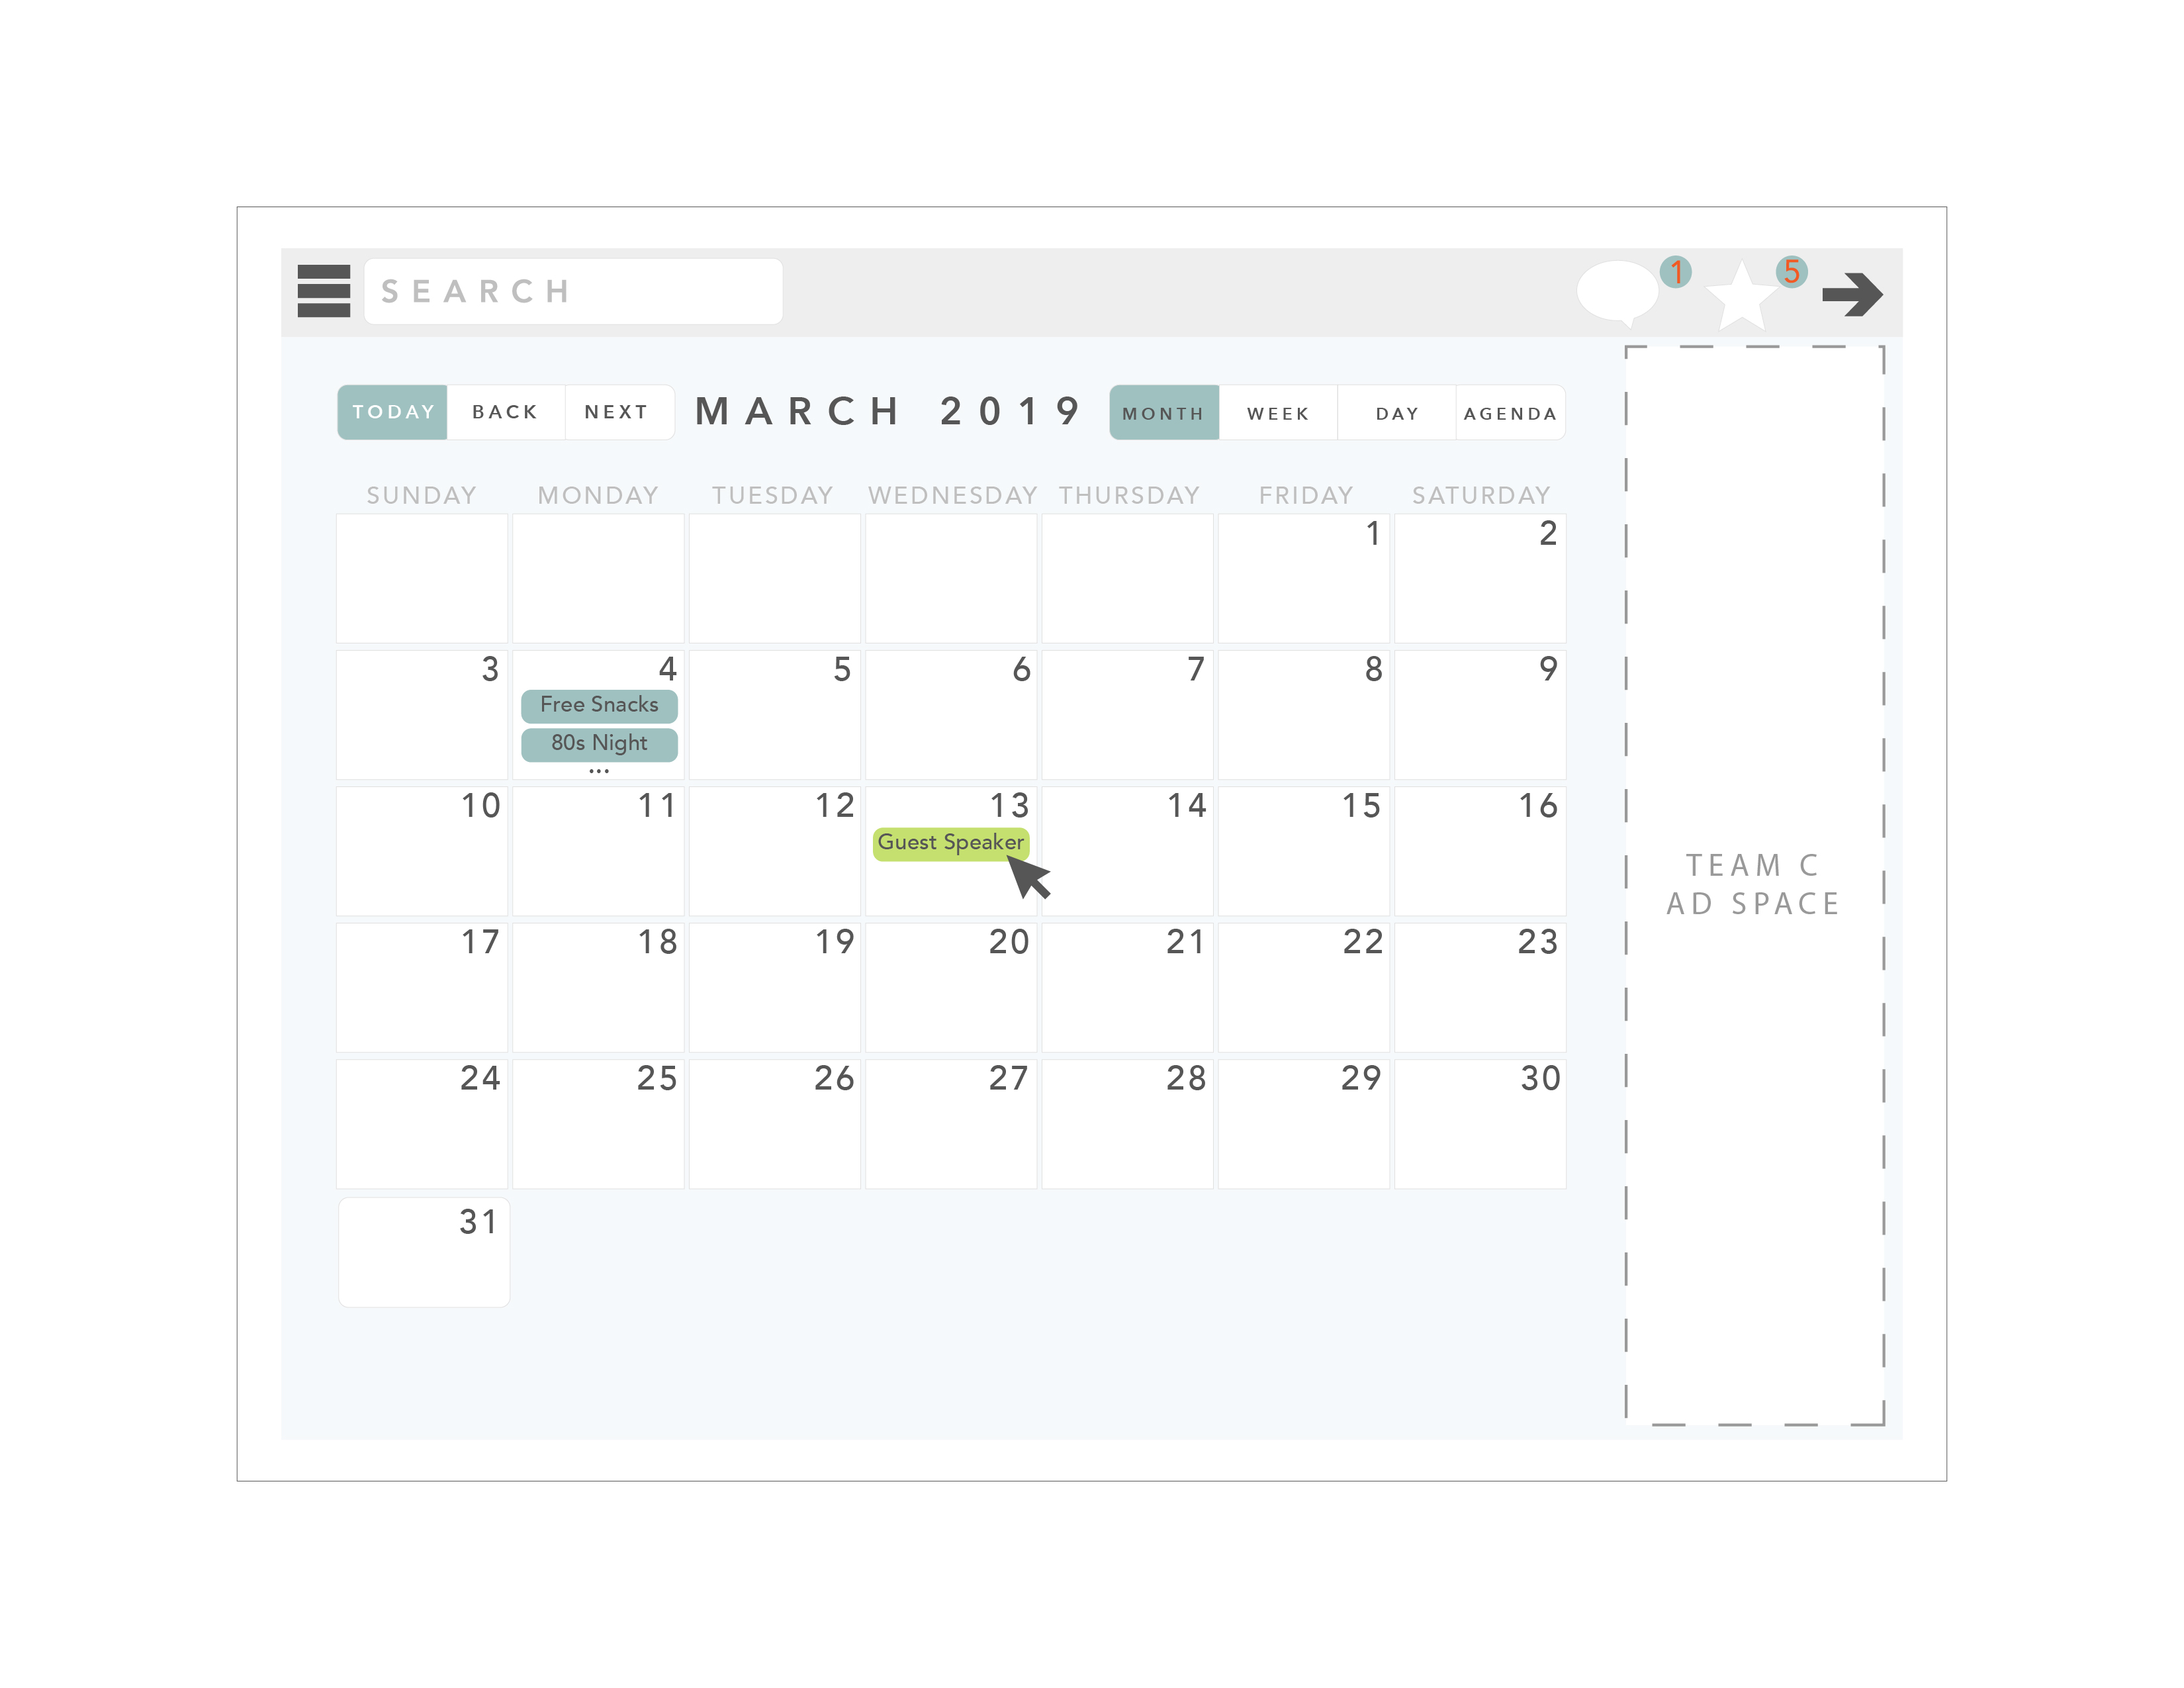 SEARCH
1
5
TODAY BACK NEXT MARCH 2019 MONTH WEEK DAY AGENDA
SUNDAY MONDAY TUESDAY WEDNESDAY THURSDAY FRIDAY SATURDAY
1 2
3 4 5 6 7 8 9
Free Snacks
80s Night
...
10 11 12 13 14 15 16
Guest Speaker
17 18 19 20 21 22 23
24 25 26 27 28 29 30
31
TEAM C
AD SPACE